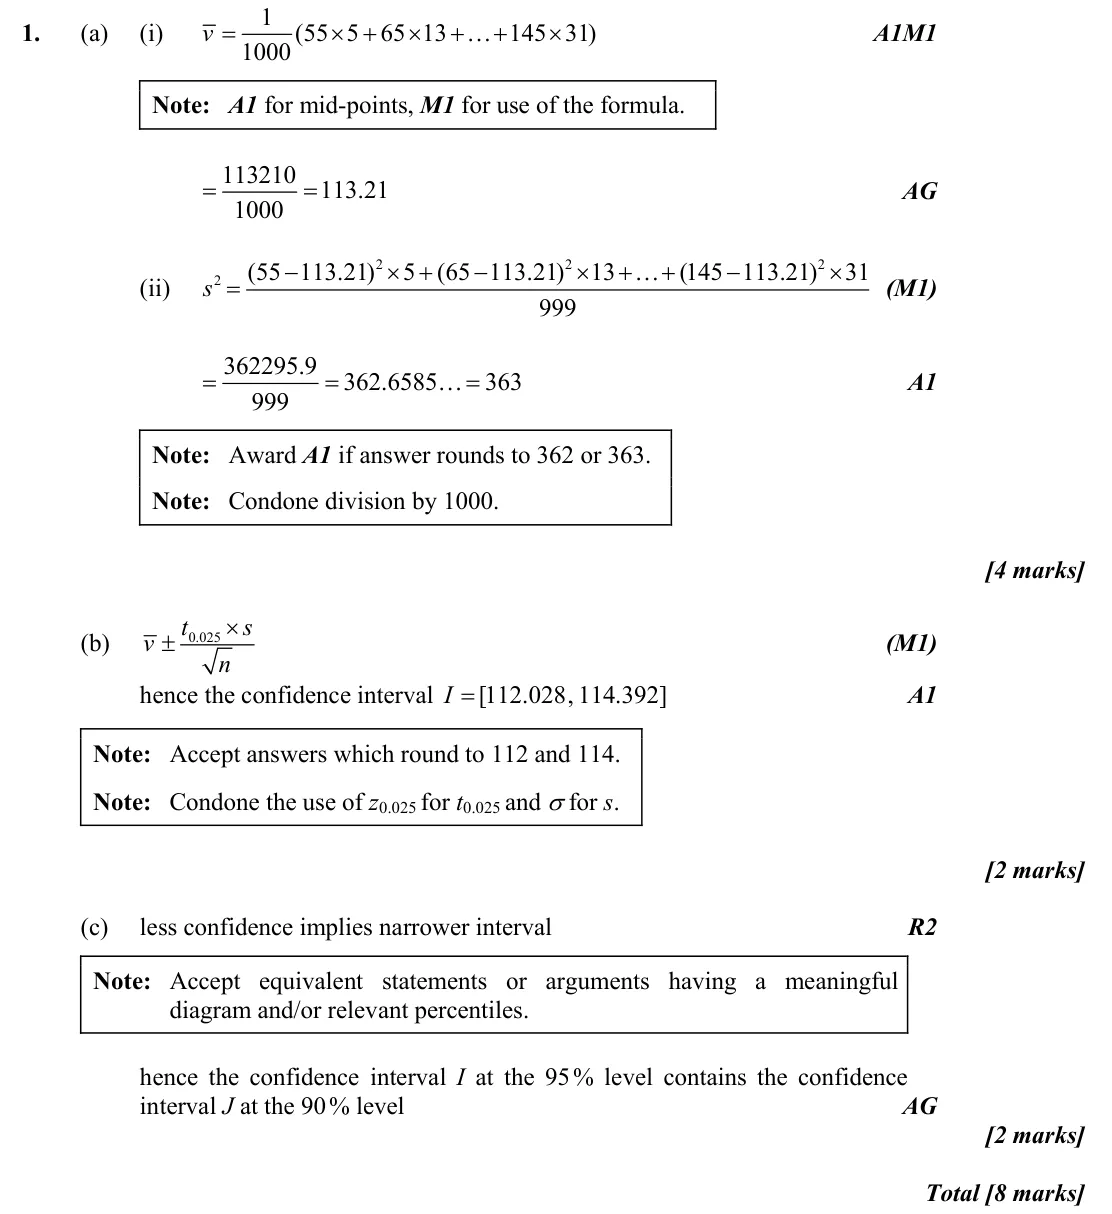 1. (a) (i) v̅ = 1/1000 (55×5+65×13+…+145×31) A1M1
Note: A1 for mid-points, M1 for use of the formula.
= 113210/1000 = 113.21 AG
(ii) s² = ((55−113.21)²×5+(65−113.21)²×13+…+(145−113.21)²×31)/999 (M1)
= 362295.9/999 = 362.6585… = 363 A1
Note: Award A1 if answer rounds to 362 or 363.
Note: Condone division by 1000.
[4 marks]
(b) v̅ ± (t₀.₀₂₅ × s)/√n (M1)
hence the confidence interval I = [112.028, 114.392] A1
Note: Accept answers which round to 112 and 114.
Note: Condone the use of z₀.₀₂₅ for t₀.₀₂₅ and σ for s.
[2 marks]
(c) less confidence implies narrower interval R2
Note: Accept equivalent statements or arguments having a meaningful
diagram and/or relevant percentiles.
hence the confidence interval I at the 95% level contains the confidence
interval J at the 90% level AG
[2 marks]
Total [8 marks]